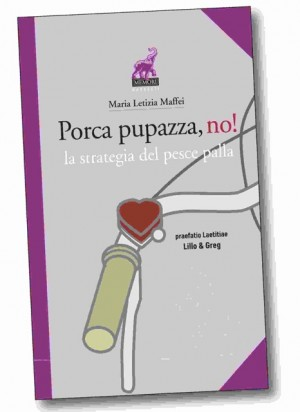 Maria Letizia Maffei
Porca pupazza, no!
la strategia del pesce palla
praefatio Laetitiae
Lillo & Greg